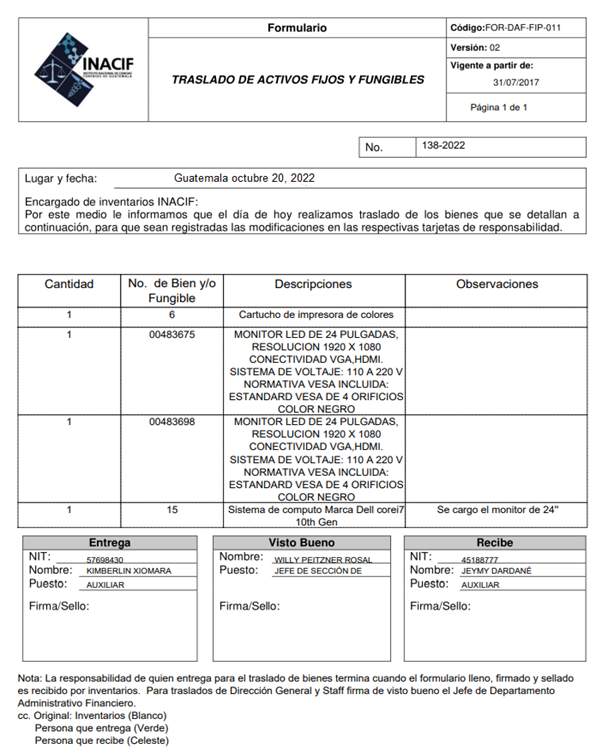 INACIF
INSTITUTO NACIONAL DE CIENCIAS
FORENSES DE GUATEMALA
Formulario
TRASLADO DE ACTIVOS FIJOS Y FUNGIBLES
Código:FOR-DAF-FIP-011
Versión: 02
Vigente a partir de:
31/07/2017
Página 1 de 1
No. 138-2022
Lugar y fecha: Guatemala octubre 20, 2022
Encargado de inventarios INACIF:
Por este medio le informamos que el día de hoy realizamos traslado de los bienes que se detallan a
continuación, para que sean registradas las modificaciones en las respectivas tarjetas de responsabilidad.
Cantidad No. de Bien y/o Descripciones Observaciones
Fungible
1 6 Cartucho de impresora de colores
1 00483675 MONITOR LED DE 24 PULGADAS,
RESOLUCION 1920 X 1080
CONECTIVIDAD VGA,HDMI.
SISTEMA DE VOLTAJE: 110 A 220 V
NORMATIVA VESA INCLUIDA:
ESTANDARD VESA DE 4 ORIFICIOS
COLOR NEGRO
1 00483698 MONITOR LED DE 24 PULGADAS,
RESOLUCION 1920 X 1080
CONECTIVIDAD VGA,HDMI.
SISTEMA DE VOLTAJE: 110 A 220 V
NORMATIVA VESA INCLUIDA:
ESTANDARD VESA DE 4 ORIFICIOS
COLOR NEGRO
1 15 Sistema de computo Marca Dell corei7 Se cargo el monitor de 24"
10th Gen
Entrega
NIT: 57698430
Nombre: KIMBERLIN XIOMARA
Puesto: AUXILIAR
Firma/Sello:
Visto Bueno
Nombre: WILLY PEITZNER ROSAL
Puesto: JEFE DE SECCIÓN DE
Firma/Sello:
Recibe
NIT: 45188777
Nombre: JEYMY DARDANÉ
Puesto: AUXILIAR
Firma/Sello:
Nota: La responsabilidad de quien entrega para el traslado de bienes termina cuando el formulario lleno, firmado y sellado
es recibido por inventarios. Para traslados de Dirección General y Staff firma de visto bueno el Jefe de Departamento
Administrativo Financiero.
cc. Original: Inventarios (Blanco)
Persona que entrega (Verde)
Persona que recibe (Celeste)